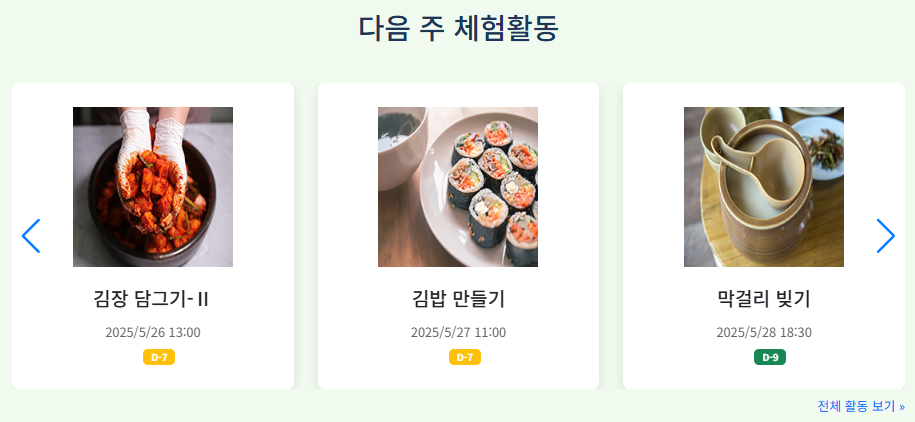 다음 주 체험활동
김장 담그기-Ⅱ
2025/5/26 13:00
D-7
김밥 만들기
2025/5/27 11:00
D-7
막걸리 빚기
2025/5/28 18:30
D-9
전체 활동 보기 »